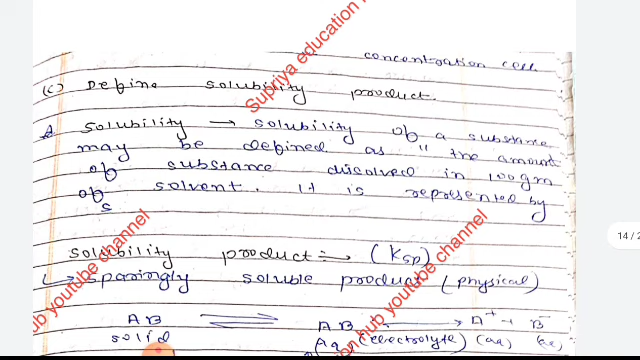 concentration cell.
(c) Define solubility product.
A solubility → solubility of a substance
may be defined as " the amount
of substance dissolved in 100gm
of solvent. It is represented by
s
solubility product ⇒ (Ksp)
↳ sparingly soluble product (physical)
AB ⇌ AB → A⁺ + B⁻
solid Aq (electrolyte) (aq) (aq)
Supriya education hub youtube channel
hub youtube channel
14/2